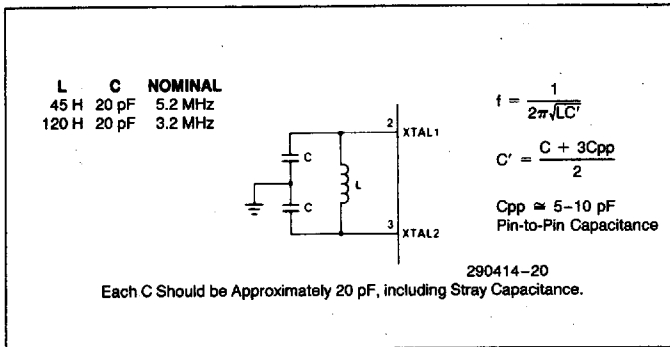 L C NOMINAL
45 H 20 pF 5.2 MHz
120 H 20 pF 3.2 MHz
2 XTAL1
C
L
C
3 XTAL2
f = 1 / 2π√LC'
C' = C + 3Cpp / 2
Cpp ≅ 5–10 pF
Pin-to-Pin Capacitance
290414–20
Each C Should be Approximately 20 pF, including Stray Capacitance.